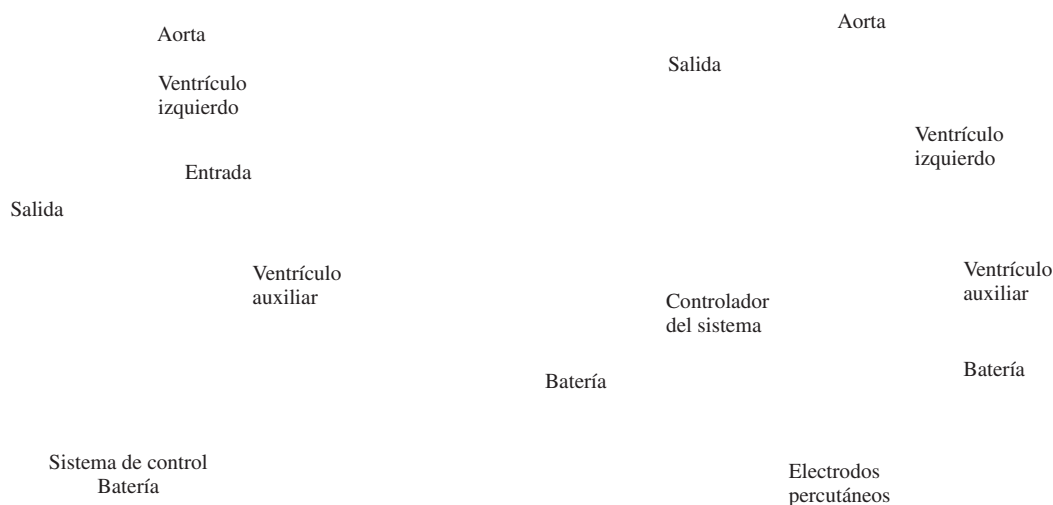 Aorta
Ventrículo
izquierdo
Entrada
Salida
Ventrículo
auxiliar
Sistema de control
Batería
Aorta
Salida
Ventrículo
izquierdo
Ventrículo
auxiliar
Controlador
del sistema
Batería
Batería
Electrodos
percutáneos